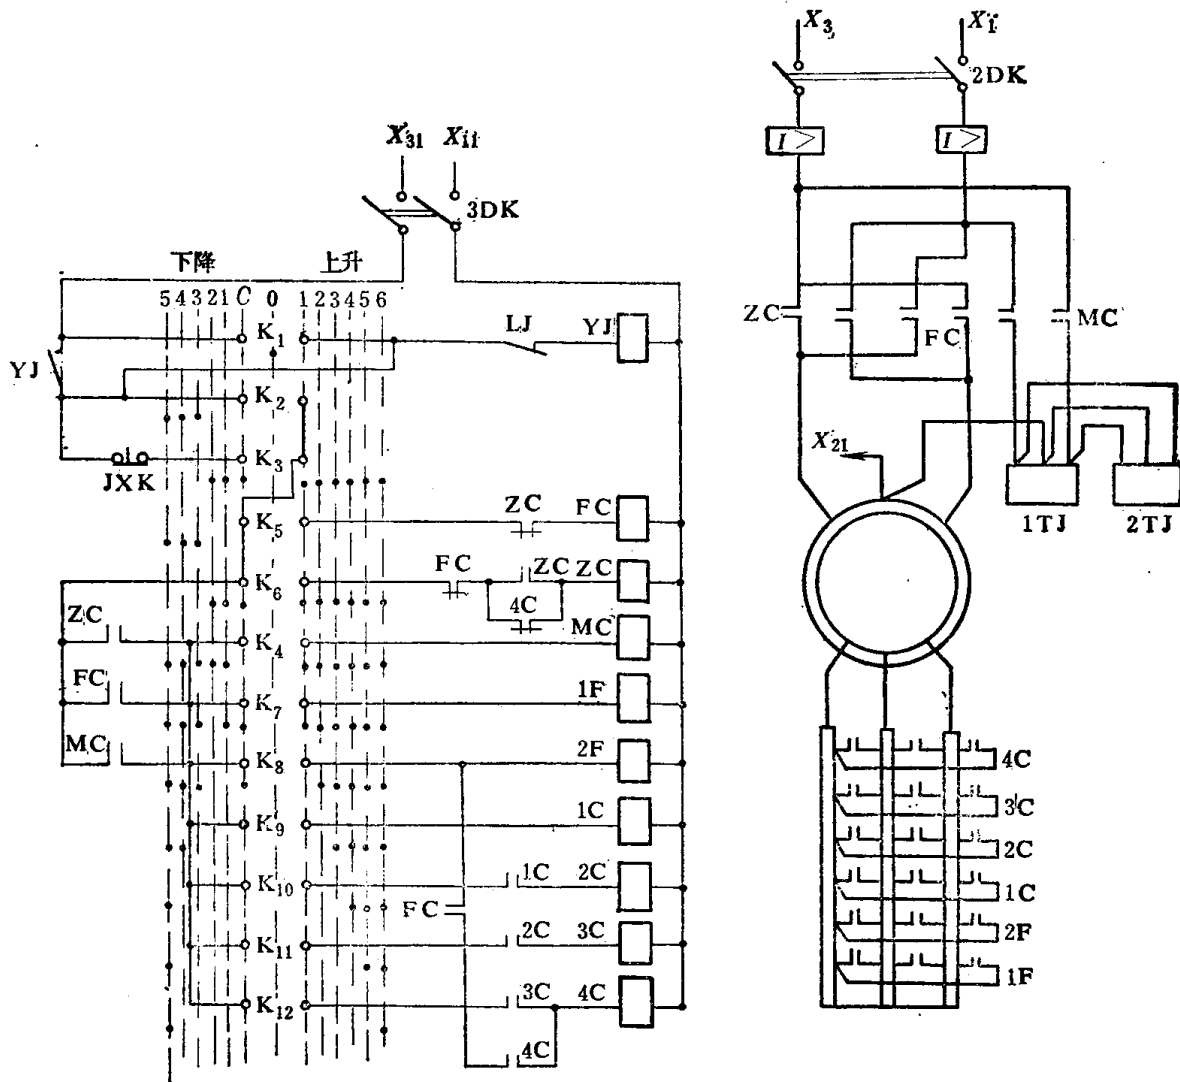 X3 X1
2DK
I > I >
X31 X11
3DK
下降 上升
5 4 3 2 1 C 0 1 2 3 4 5 6
K1 LJ YJ
ZC FC MC
YJ
K2
K3
JXK
X21
1TJ 2TJ
K5 ZC FC
K6 FC ZC ZC
4C
ZC K4 MC
FC K7 1F
MC K8 2F
K9 1C
K10 1C 2C
FC
K11 2C 3C
K12 3C 4C
4C
4C
3C
2C
1C
2F
1F